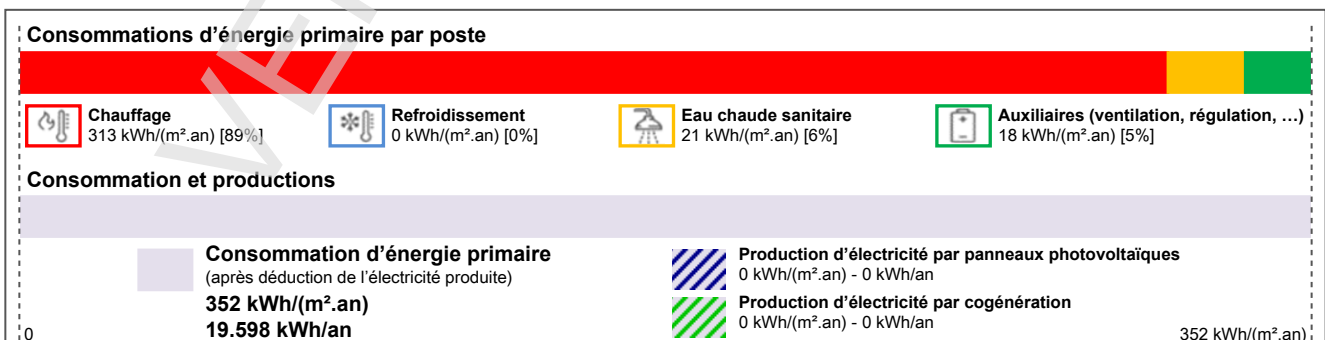 Consommations d'énergie primaire par poste
Chauffage
313 kWh/(m².an) [89%]
Refroidissement
0 kWh/(m².an) [0%]
Eau chaude sanitaire
21 kWh/(m².an) [6%]
Auxiliaires (ventilation, régulation, …)
18 kWh/(m².an) [5%]
Consommation et productions
Consommation d'énergie primaire
(après déduction de l'électricité produite)
352 kWh/(m².an)
19.598 kWh/an
Production d'électricité par panneaux photovoltaïques
0 kWh/(m².an) - 0 kWh/an
Production d'électricité par cogénération
0 kWh/(m².an) - 0 kWh/an
0
352 kWh/(m².an)